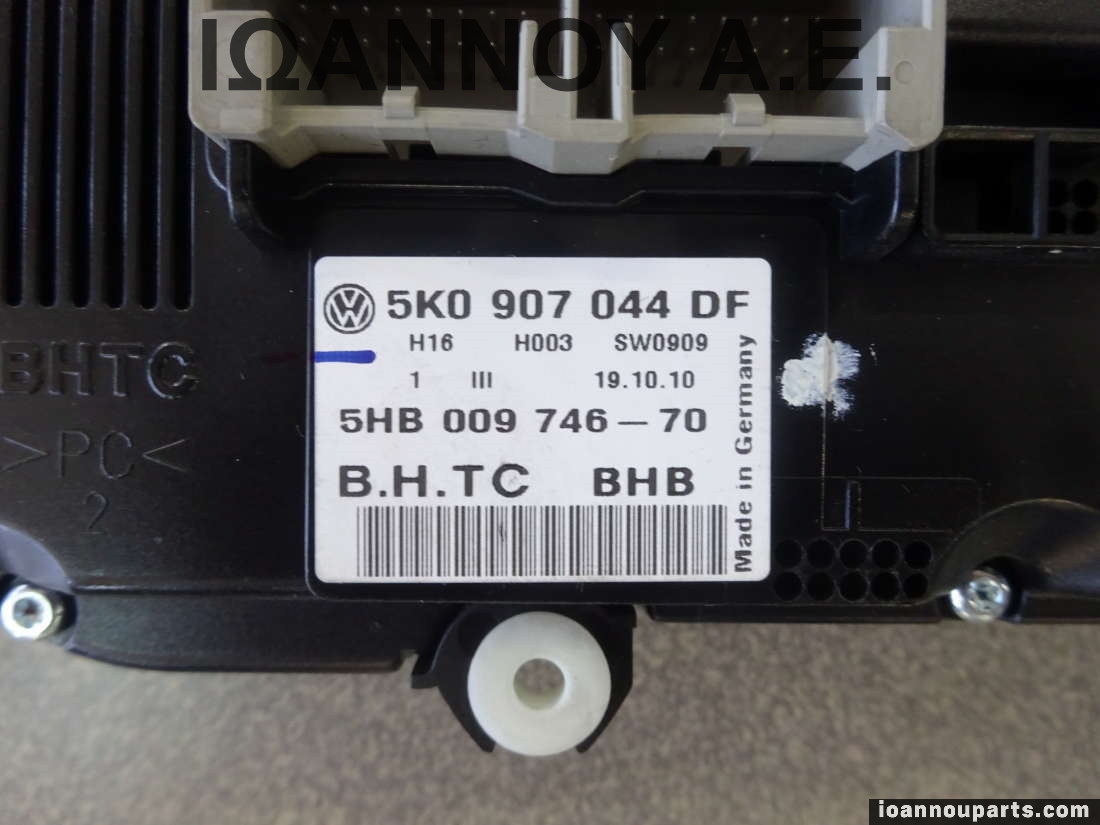 ΙΩΑΝΝΟΥ Α.Ε.
5K0 907 044 DF
H16 H003 SW0909
1 III 19.10.10
5HB 009 746-70
B.H.TC BHB
Made in Germany
BHTC
>PC<
2
ioannouparts.com